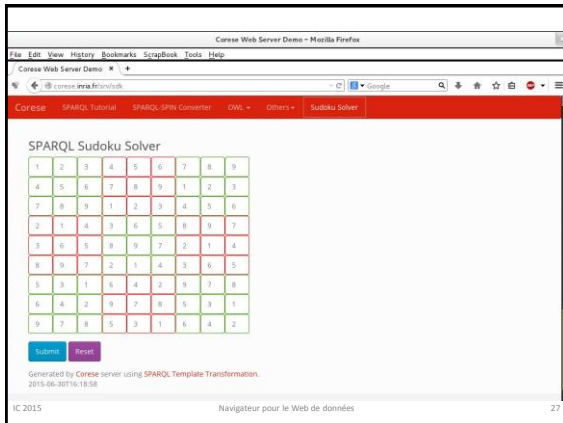 Corese Web Server Demo - Mozilla Firefox
File Edit View History Bookmarks ScrapBook Tools Help
Corese Web Server Demo × +
corese.inria.fr/srv/sdk Google
Corese SPARQL Tutorial SPARQL-SPIN Converter OWL Others Sudoku Solver
SPARQL Sudoku Solver
1 2 3 4 5 6 7 8 9
4 5 6 7 8 9 1 2 3
7 8 9 1 2 3 4 5 6
2 1 4 3 6 5 8 9 7
3 6 5 8 9 7 2 1 4
8 9 7 2 1 4 3 6 5
5 3 1 6 4 2 9 7 8
6 4 2 9 7 8 5 3 1
9 7 8 5 3 1 6 4 2
Submit Reset
Generated by Corese server using SPARQL Template Transformation.
2015-06-30T16:18:58
IC 2015 Navigateur pour le Web de données 27